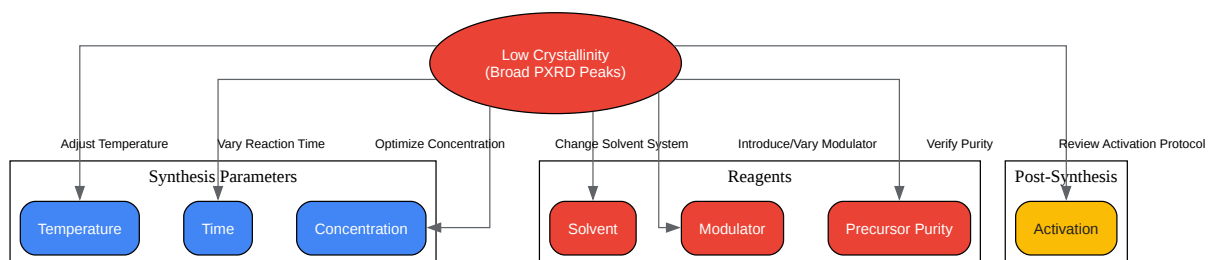 Low Crystallinity
(Broad PXRD Peaks)
Adjust Temperature
Vary Reaction Time
Optimize Concentration
Change Solvent System
Introduce/Vary Modulator
Verify Purity
Review Activation Protocol
Synthesis Parameters
Reagents
Post-Synthesis
Temperature
Time
Concentration
Solvent
Modulator
Precursor Purity
Activation